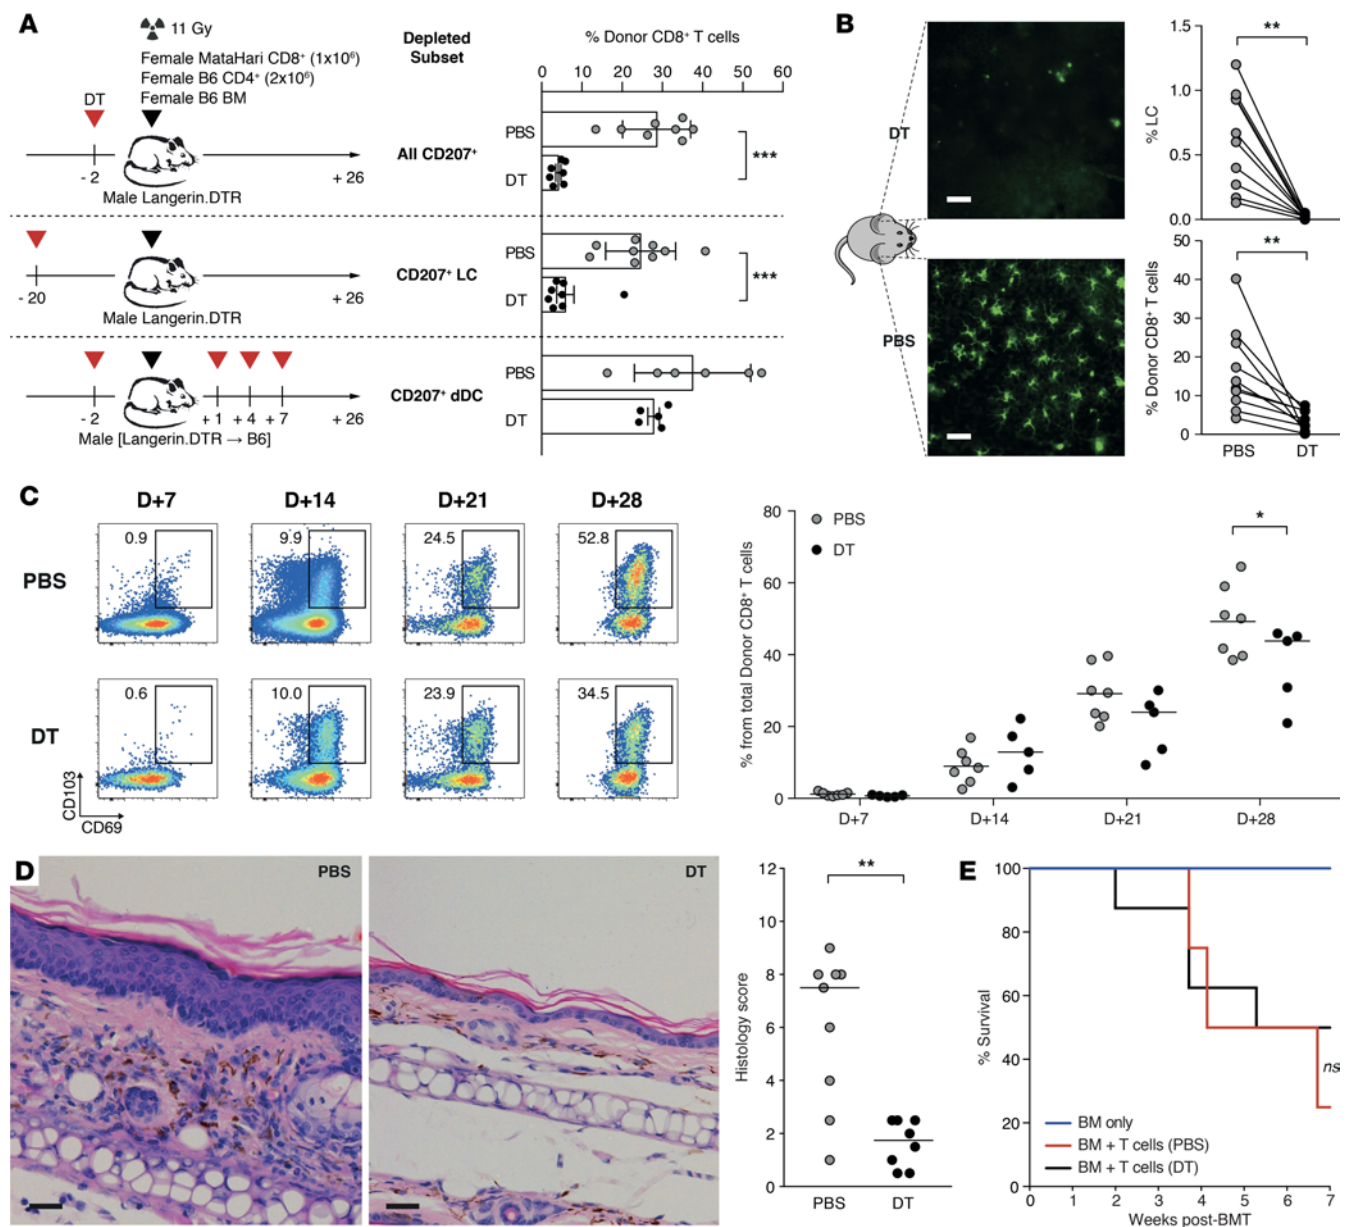 A
11 Gy
Female MataHari CD8⁺ (1x10⁶)
Female B6 CD4⁺ (2x10⁶)
Female B6 BM
DT
- 2
+ 26
Male Langerin.DTR
- 20
+ 26
Male Langerin.DTR
- 2
+ 1
+ 4
+ 7
+ 26
Male [Langerin.DTR → B6]
Depleted
Subset
All CD207⁺
CD207⁺ LC
CD207⁺ dDC
% Donor CD8⁺ T cells
0 10 20 30 40 50 60
PBS
DT
***
PBS
DT
***
PBS
DT
B
DT
PBS
% LC
1.5
1.0
0.5
0.0
**
% Donor CD8⁺ T cells
50
40
30
20
10
0
**
PBS DT
C
D+7 D+14 D+21 D+28
PBS
0.9 9.9 24.5 52.8
DT
0.6 10.0 23.9 34.5
CD103
CD69
% from total Donor CD8⁺ T cells
80
60
40
20
0
PBS
DT
*
D+7 D+14 D+21 D+28
D
PBS
DT
Histology score
12
10
8
6
4
2
0
**
PBS DT
E
% Survival
100
80
60
40
20
0
ns
BM only
BM + T cells (PBS)
BM + T cells (DT)
0 1 2 3 4 5 6 7
Weeks post-BMT